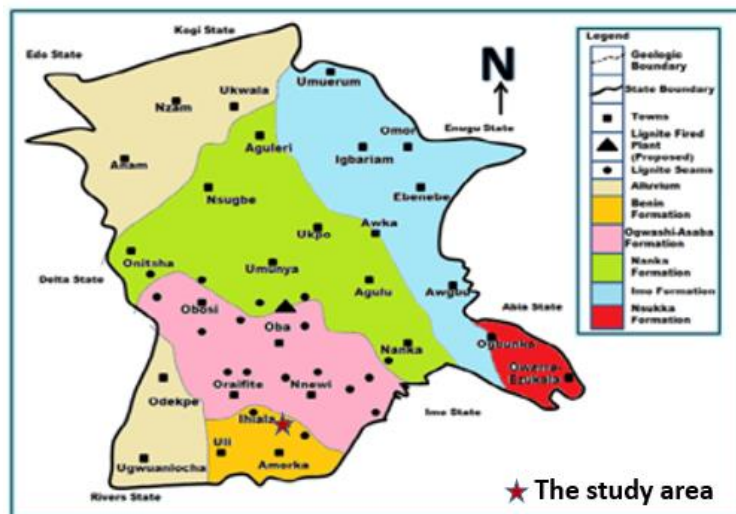 Kogi State
Edo State
N
Umuerum
Ukwala
Nzam
Enugu State
Omor
Aguleri
Igbariam
Anam
Ebenebe
Nsugbe
Awka
Ukpo
Onitsha
Umunya
Delta State
Agulu
Awgbu
Abia State
Obosi
Oba
Nanka
Ogbunka
Owerre-
Ezukala
Oraifite
Nnewi
Odekpe
Imo State
Ihiala
Uli
Amorka
Ugwuanlocha
Rivers State
Legend
Geologic
Boundary
State Boundary
Towns
Lignite Fired
Plant
(Proposed)
Lignite Seams
Alluvium
Benin
Formation
Ogwashi-Asaba
Formation
Nanka
Formation
Imo Formation
Nsukka
Formation
The study area